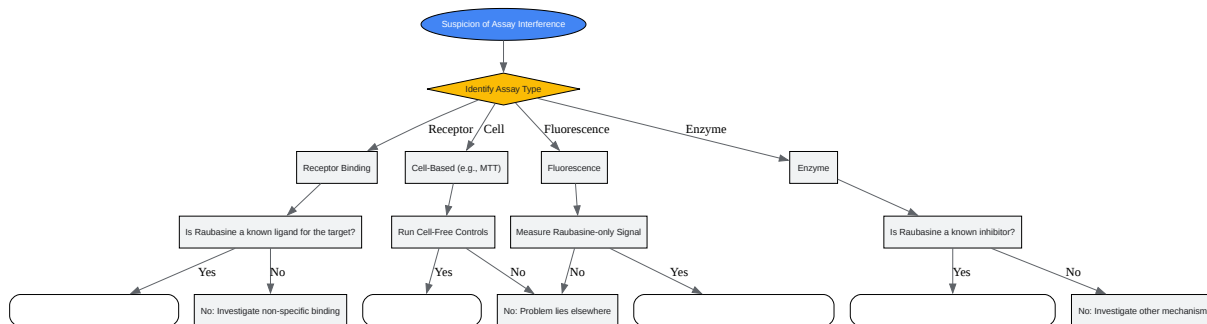 Suspicion of Assay Interference
Identify Assay Type
Receptor
Cell
Fluorescence
Enzyme
Receptor Binding
Cell-Based (e.g., MTT)
Fluorescence
Enzyme
Is Raubasine a known ligand for the target?
Run Cell-Free Controls
Measure Raubasine-only Signal
Is Raubasine a known inhibitor?
Yes
No
Yes
No
No
Yes
Yes
No
No: Investigate non-specific binding
No: Problem lies elsewhere
No: Investigate other mechanism